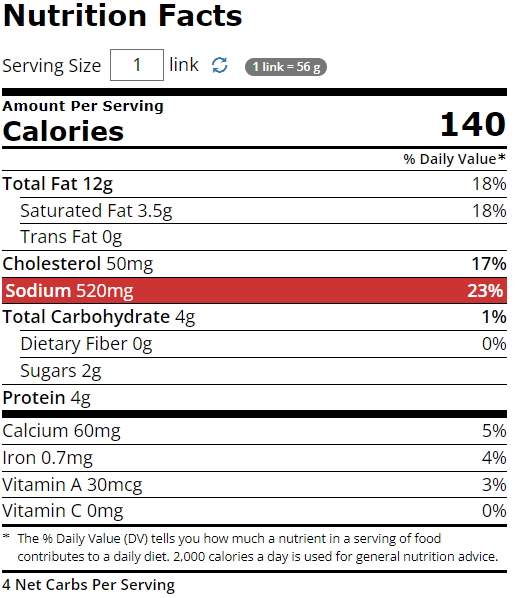 Nutrition Facts
Serving Size 1 link 1 link = 56 g
Amount Per Serving
Calories 140
% Daily Value*
Total Fat 12g 18%
Saturated Fat 3.5g 18%
Trans Fat 0g
Cholesterol 50mg 17%
Sodium 520mg 23%
Total Carbohydrate 4g 1%
Dietary Fiber 0g 0%
Sugars 2g
Protein 4g
Calcium 60mg 5%
Iron 0.7mg 4%
Vitamin A 30mcg 3%
Vitamin C 0mg 0%
* The % Daily Value (DV) tells you how much a nutrient in a serving of food
contributes to a daily diet. 2,000 calories a day is used for general nutrition advice.
4 Net Carbs Per Serving